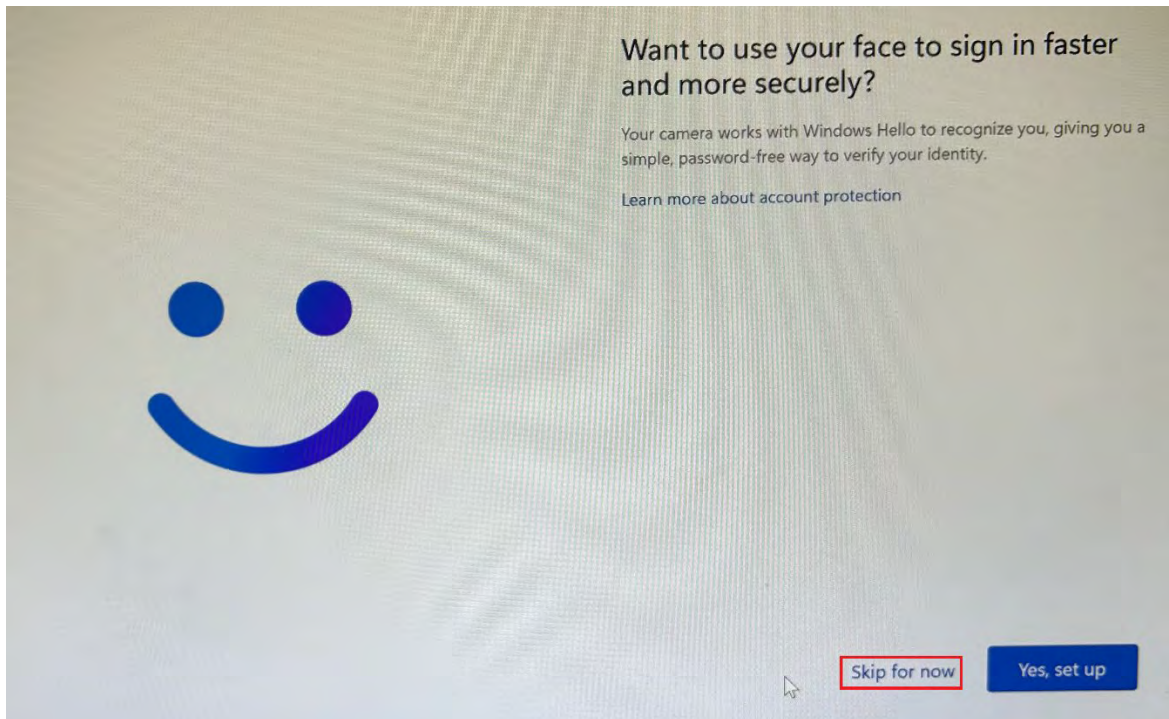 Want to use your face to sign in faster
and more securely?
Your camera works with Windows Hello to recognize you, giving you a
simple, password-free way to verify your identity.
Learn more about account protection
Skip for now
Yes, set up